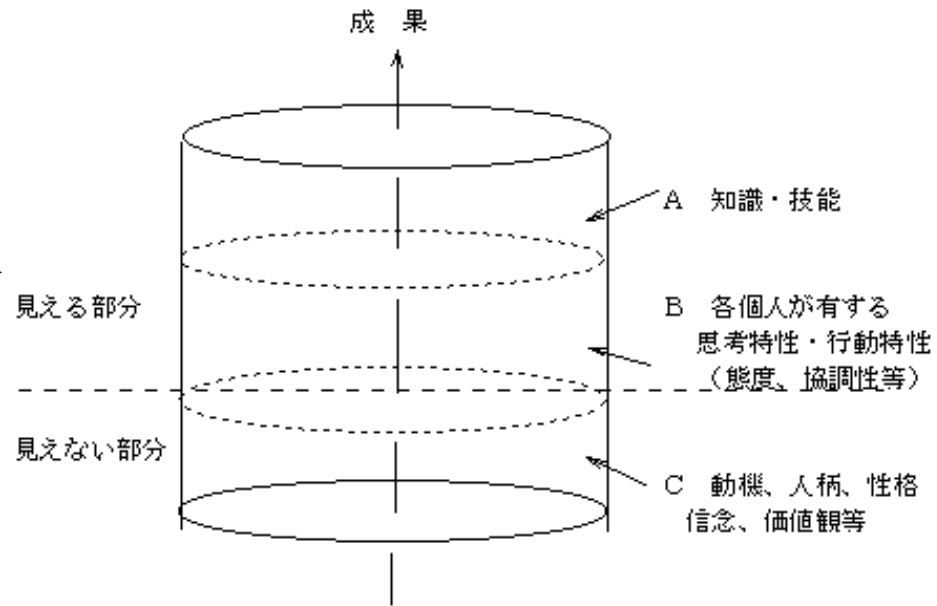 成 果
A 知識・技能
見える部分
B 各個人が有する
思考特性・行動特性
（態度、協調性等）
見えない部分
C 動機、人柄、性格
信念、価値観等